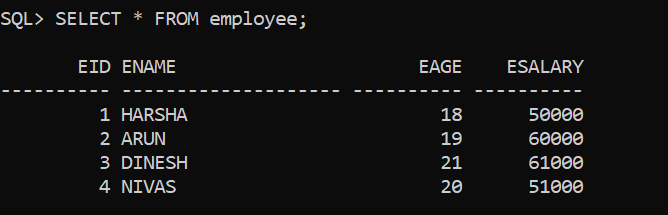 SQL> SELECT * FROM employee;
EID ENAME EAGE ESALARY
---------- -------------------- ---------- ----------
1 HARSHA 18 50000
2 ARUN 19 60000
3 DINESH 21 61000
4 NIVAS 20 51000